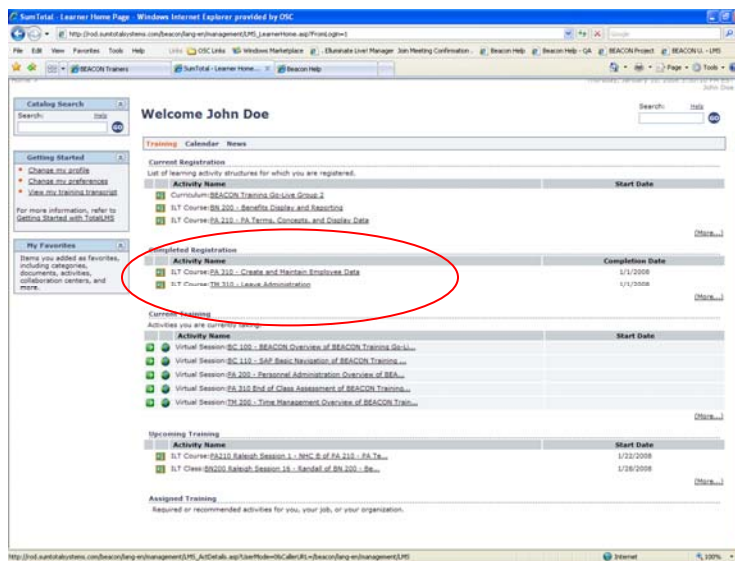 SumTotal - Learner Home Page - Windows Internet Explorer provided by OSC
File Edit View Favorites Tools Help Links OSC Links Windows Marketplace Elluminate Live! Manager Join Meeting Confirmation . Beacon Help Beacon Help - QA BEACON Project BEACON U. - LMS
BEACON Trainers SumTotal - Learner Home... Beacon Help Page Tools
John Doe
Catalog Search
Search: Help
GO
Welcome John Doe
Search: Help
GO
Training Calendar News
Getting Started
Change my profile
Change my preferences
View my training transcript
For more information, refer to
Getting Started with TotalLMS
My Favorites
Items you added as favorites,
including categories,
documents, activities,
collaboration centers, and
more.
Current Registration
List of learning activity structures for which you are registered.
Activity Name Start Date
Curriculum:BEACON Training Go-Live Group 2
ILT Course:BN 200 - Benefits Display and Reporting
ILT Course:PA 210 - PA Terms, Concepts, and Display Data
(More...)
Completed Registration
Activity Name Completion Date
ILT Course:PA 310 - Create and Maintain Employee Data 1/1/2008
ILT Course:TM 310 - Leave Administration 1/1/2008
(More...)
Current Training
Activities you are currently taking.
Activity Name Start Date
Virtual Session:BC 100 - BEACON Overview of BEACON Training Go-Li...
Virtual Session:BC 110 - SAP Basic Navigation of BEACON Training ...
Virtual Session:PA 200 - Personnel Administration Overview of BEA...
Virtual Session:PA 310 End of Class Assessment of BEACON Training...
Virtual Session:TM 200 - Time Management Overview of BEACON Train...
(More...)
Upcoming Training
Activity Name Start Date
ILT Course:PA210 Raleigh Session 1 - NHC B of PA 210 - PA Te... 1/22/2008
ILT Class:BN200 Raleigh Session 16 - Randall of BN 200 - Be... 1/28/2008
(More...)
Assigned Training
Required or recommended activities for you, your job, or your organization.
Internet 100%